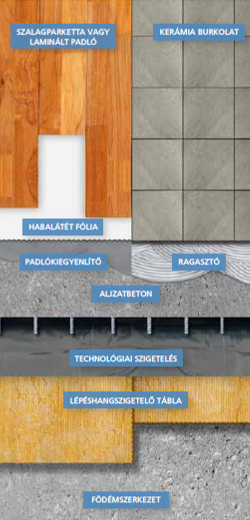 SZALAGPARKETTA VAGY
LAMINÁLT PADLÓ
KERÁMIA BURKOLAT
HABALÁTÉT FÓLIA
PADLÓKIEGYENLÍTŐ
RAGASZTÓ
ALJZATBETON
TECHNOLÓGIAI SZIGETELÉS
LÉPÉSHANGSZIGETELŐ TÁBLA
FÖDÉMSZERKEZET